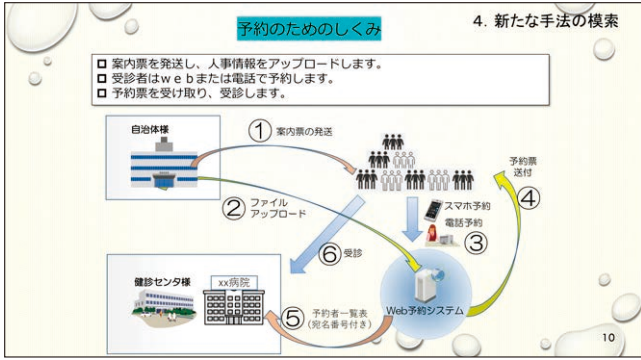 予約のためのしくみ
4．新たな手法の模索
□ 案内票を発送し、人事情報をアップロードします。
□ 受診者はｗｅｂまたは電話で予約します。
□ 予約票を受け取り、受診します。
自治体様
① 案内票の発送
② ファイル
アップロード
スマホ予約
電話予約
③
予約票
送付
④
⑥ 受診
健診センタ様
xx病院
⑤ 予約者一覧表
(宛名番号付き)
Web予約システム
10